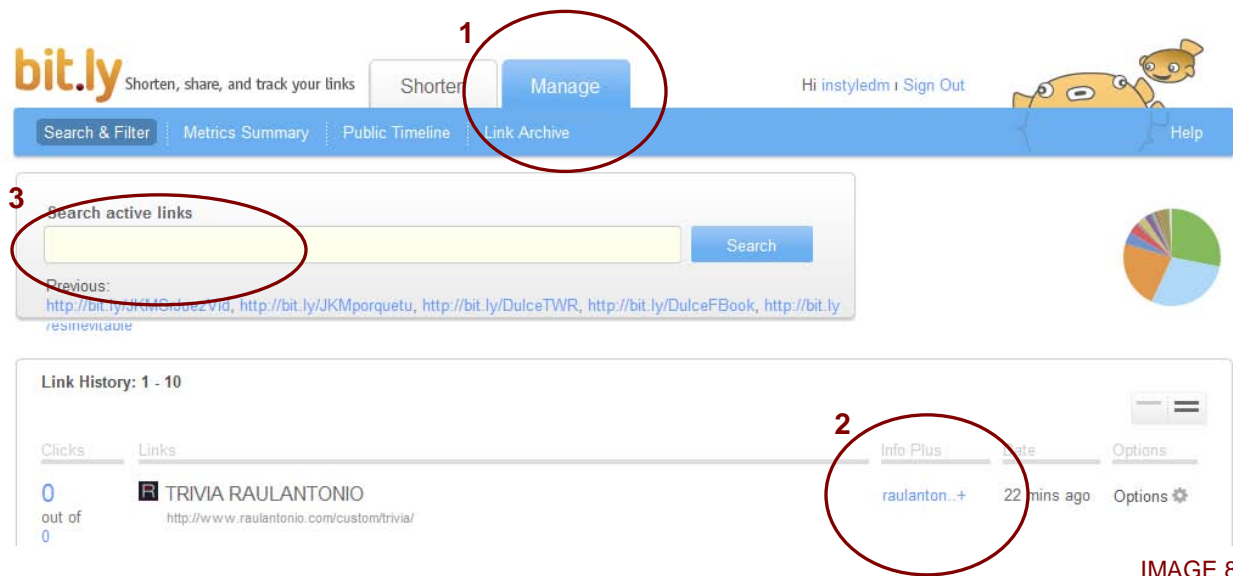 1
bit.ly Shorten, share, and track your links Shorten Manage Hi instyledm | Sign Out
Search & Filter Metrics Summary Public Timeline Link Archive Help
3
Search active links
Search
Previous:
http://bit.ly/JKMSiJuezVid, http://bit.ly/JKMporquetu, http://bit.ly/DulceTWR, http://bit.ly/DulceFBook, http://bit.ly
/esinevitable
Link History: 1 - 10
2
Clicks Links Info Plus Date Options
0 R TRIVIA RAULANTONIO raulanton..+ 22 mins ago Options
out of http://www.raulantonio.com/custom/trivia/
0
IMAGE 8